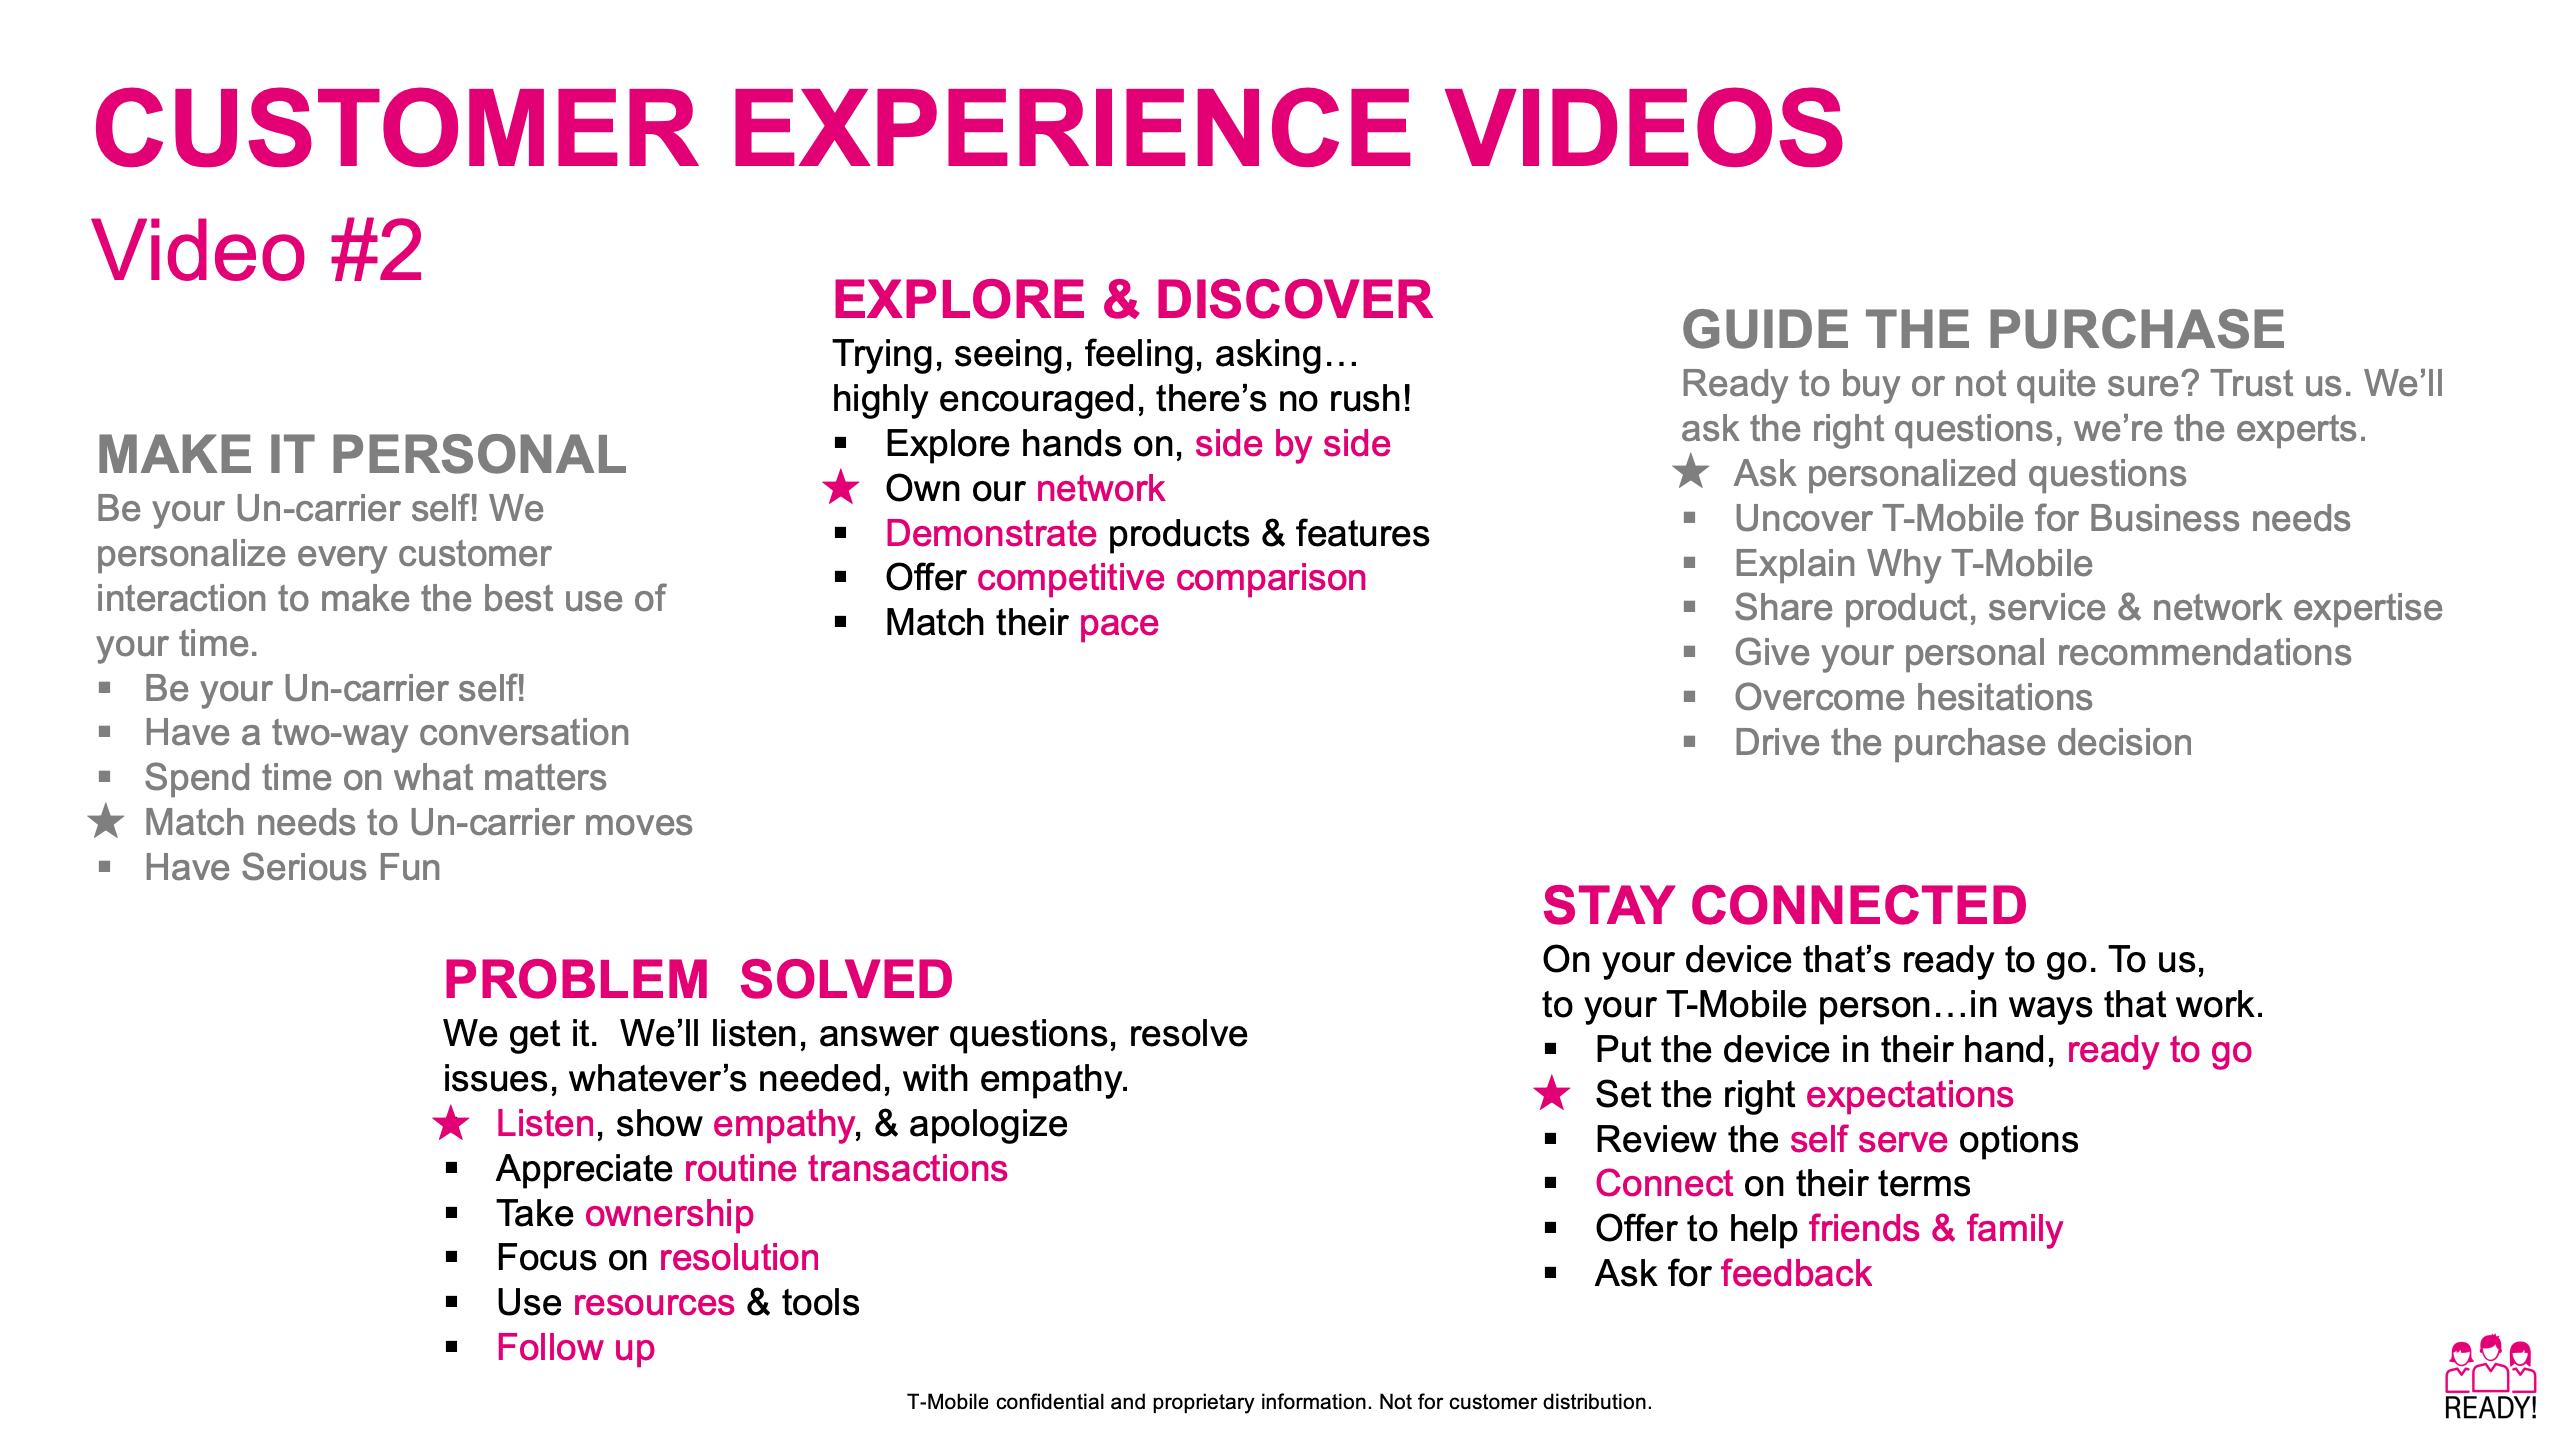 CUSTOMER EXPERIENCE VIDEOS
Video #2
MAKE IT PERSONAL
Be your Un-carrier self! We
personalize every customer
interaction to make the best use of
your time.
▪ Be your Un-carrier self!
▪ Have a two-way conversation
▪ Spend time on what matters
★ Match needs to Un-carrier moves
▪ Have Serious Fun
EXPLORE & DISCOVER
Trying, seeing, feeling, asking…
highly encouraged, there’s no rush!
▪ Explore hands on, side by side
★ Own our network
▪ Demonstrate products & features
▪ Offer competitive comparison
▪ Match their pace
GUIDE THE PURCHASE
Ready to buy or not quite sure? Trust us. We’ll
ask the right questions, we’re the experts.
★ Ask personalized questions
▪ Uncover T-Mobile for Business needs
▪ Explain Why T-Mobile
▪ Share product, service & network expertise
▪ Give your personal recommendations
▪ Overcome hesitations
▪ Drive the purchase decision
PROBLEM  SOLVED
We get it.  We’ll listen, answer questions, resolve
issues, whatever’s needed, with empathy.
★ Listen, show empathy, & apologize
▪ Appreciate routine transactions
▪ Take ownership
▪ Focus on resolution
▪ Use resources & tools
▪ Follow up
STAY CONNECTED
On your device that’s ready to go. To us,
to your T-Mobile person…in ways that work.
▪ Put the device in their hand, ready to go
★ Set the right expectations
▪ Review the self serve options
▪ Connect on their terms
▪ Offer to help friends & family
▪ Ask for feedback
T-Mobile confidential and proprietary information. Not for customer distribution.
READY!